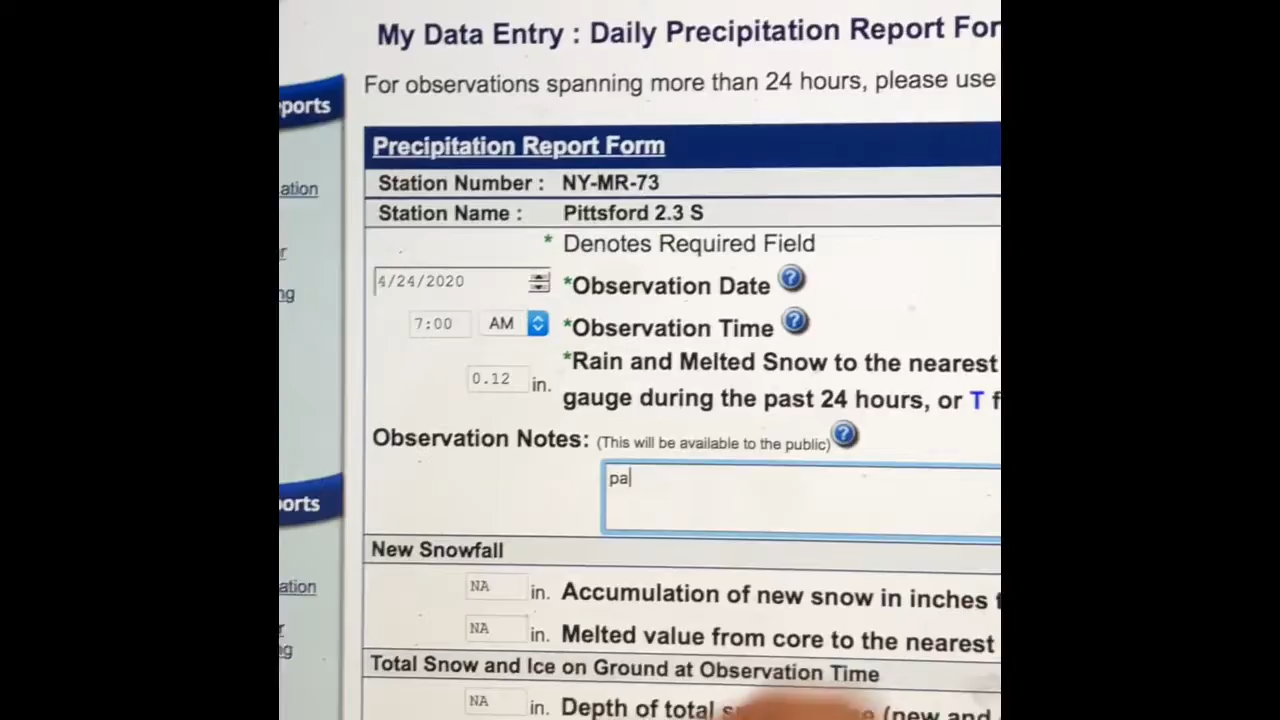 My Data Entry : Daily Precipitation Report For
For observations spanning more than 24 hours, please use
ports
Precipitation Report Form
Station Number : NY-MR-73
ation
Station Name : Pittsford 2.3 S
* Denotes Required Field
r
4/24/2020 *Observation Date ?
ng
7:00 AM *Observation Time ?
*Rain and Melted Snow to the nearest
0.12 in.
gauge during the past 24 hours, or T f
Observation Notes: (This will be available to the public) ?
pa
ports
New Snowfall
ation
NA in. Accumulation of new snow in inches
r
NA in. Melted value from core to the nearest
ng
Total Snow and Ice on Ground at Observation Time
NA in. Depth of total (new and